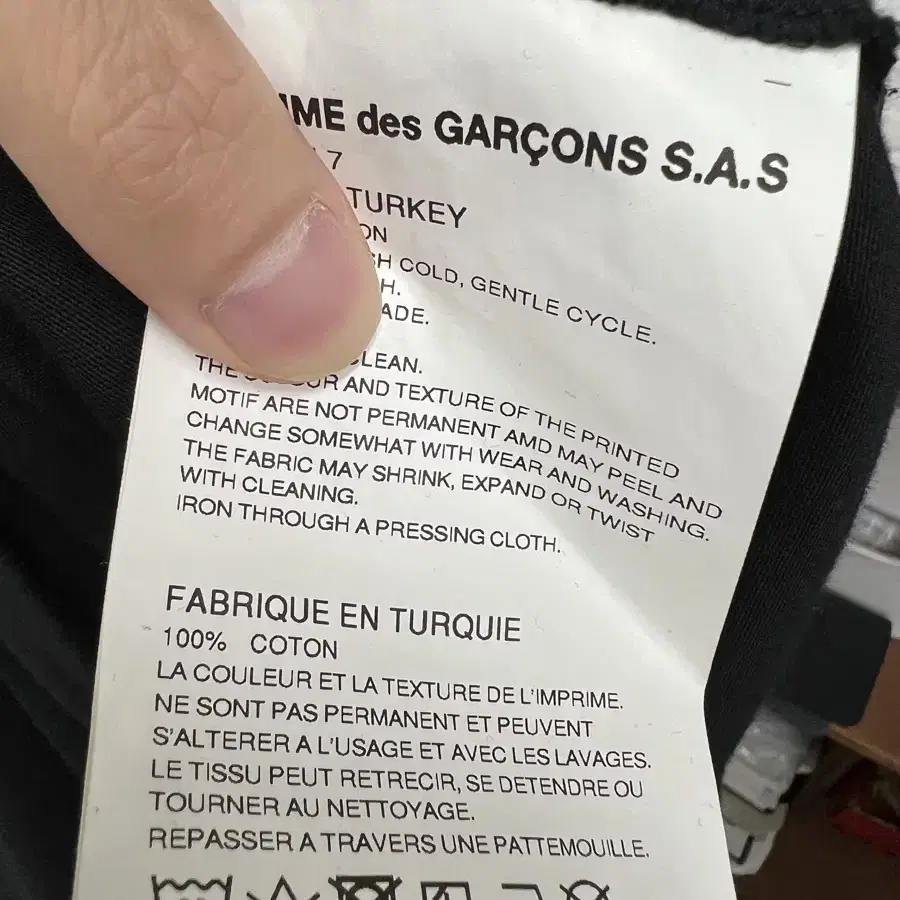 des GARÇONS S.A.S
7
TURKEY
COLD, GENTLE CYCLE.
THE AND TEXTURE OF THE PRINTED
MOTIF ARE NOT PERMANENT AMD MAY PEEL AND
CHANGE SOMEWHAT WITH WEAR AND WASHING.
THE FABRIC MAY SHRINK, EXPAND OR TWIST
WITH CLEANING.
IRON THROUGH A PRESSING CLOTH.
FABRIQUE EN TURQUIE
100% COTON
LA COULEUR ET LA TEXTURE DE L'IMPRIME.
NE SONT PAS PERMANENT ET PEUVENT
S'ALTERER A L'USAGE ET AVEC LES LAVAGES.
LE TISSU PEUT RETRECIR, SE DETENDRE OU
TOURNER AU NETTOYAGE.
REPASSER A TRAVERS UNE PATTEMOUILLE.